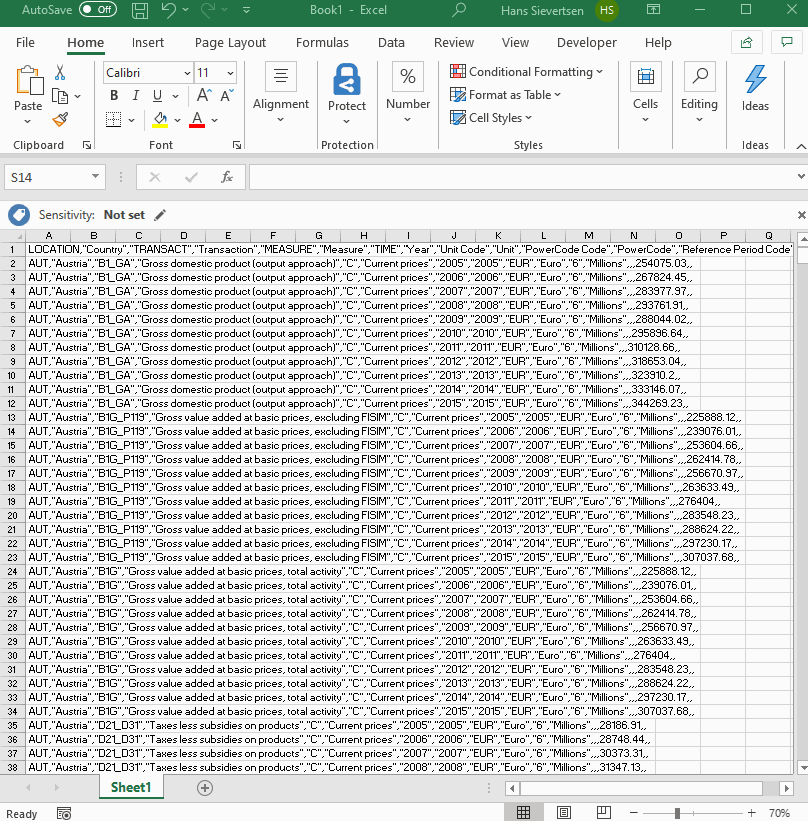 AutoSave Off Book1 - Excel Hans Sievertsen HS
File Home Insert Page Layout Formulas Data Review View Developer Help
Calibri 11 % Conditional Formatting
Paste B I U A A Alignment Protect Number Format as Table Cells Editing Ideas
A Cell Styles
Clipboard Font Protection Styles Ideas
S14 fx
Sensitivity: Not set
A B C D E F G H I J K L M N O P Q
1 LOCATION,"Country","TRANSACT","Transaction","MEASURE","Measure","TIME","Year","Unit Code","Unit","PowerCode Code","PowerCode","Reference Period Code"
2 AUT,"Austria","B1_GA","Gross domestic product (output approach)","C","Current prices","2005","2005","EUR","Euro","6","Millions",,,254075.03,,
3 AUT,"Austria","B1_GA","Gross domestic product (output approach)","C","Current prices","2006","2006","EUR","Euro","6","Millions",,,267824.45,,
4 AUT,"Austria","B1_GA","Gross domestic product (output approach)","C","Current prices","2007","2007","EUR","Euro","6","Millions",,,283977.97,,
5 AUT,"Austria","B1_GA","Gross domestic product (output approach)","C","Current prices","2008","2008","EUR","Euro","6","Millions",,,293761.91,,
6 AUT,"Austria","B1_GA","Gross domestic product (output approach)","C","Current prices","2009","2009","EUR","Euro","6","Millions",,,288044.02,,
7 AUT,"Austria","B1_GA","Gross domestic product (output approach)","C","Current prices","2010","2010","EUR","Euro","6","Millions",,,295896.64,,
8 AUT,"Austria","B1_GA","Gross domestic product (output approach)","C","Current prices","2011","2011","EUR","Euro","6","Millions",,,310128.66,,
9 AUT,"Austria","B1_GA","Gross domestic product (output approach)","C","Current prices","2012","2012","EUR","Euro","6","Millions",,,318653.04,,
10 AUT,"Austria","B1_GA","Gross domestic product (output approach)","C","Current prices","2013","2013","EUR","Euro","6","Millions",,,323910.2,,
11 AUT,"Austria","B1_GA","Gross domestic product (output approach)","C","Current prices","2014","2014","EUR","Euro","6","Millions",,,333146.07,,
12 AUT,"Austria","B1_GA","Gross domestic product (output approach)","C","Current prices","2015","2015","EUR","Euro","6","Millions",,,344269.23,,
13 AUT,"Austria","B1G_P119","Gross value added at basic prices, excluding FISIM","C","Current prices","2005","2005","EUR","Euro","6","Millions",,,225888.12,,
14 AUT,"Austria","B1G_P119","Gross value added at basic prices, excluding FISIM","C","Current prices","2006","2006","EUR","Euro","6","Millions",,,239076.01,,
15 AUT,"Austria","B1G_P119","Gross value added at basic prices, excluding FISIM","C","Current prices","2007","2007","EUR","Euro","6","Millions",,,253604.66,,
16 AUT,"Austria","B1G_P119","Gross value added at basic prices, excluding FISIM","C","Current prices","2008","2008","EUR","Euro","6","Millions",,,262414.78,,
17 AUT,"Austria","B1G_P119","Gross value added at basic prices, excluding FISIM","C","Current prices","2009","2009","EUR","Euro","6","Millions",,,256670.97,,
18 AUT,"Austria","B1G_P119","Gross value added at basic prices, excluding FISIM","C","Current prices","2010","2010","EUR","Euro","6","Millions",,,263633.49,,
19 AUT,"Austria","B1G_P119","Gross value added at basic prices, excluding FISIM","C","Current prices","2011","2011","EUR","Euro","6","Millions",,,276404,,
20 AUT,"Austria","B1G_P119","Gross value added at basic prices, excluding FISIM","C","Current prices","2012","2012","EUR","Euro","6","Millions",,,283548.23,,
21 AUT,"Austria","B1G_P119","Gross value added at basic prices, excluding FISIM","C","Current prices","2013","2013","EUR","Euro","6","Millions",,,288624.22,,
22 AUT,"Austria","B1G_P119","Gross value added at basic prices, excluding FISIM","C","Current prices","2014","2014","EUR","Euro","6","Millions",,,297230.17,,
23 AUT,"Austria","B1G_P119","Gross value added at basic prices, excluding FISIM","C","Current prices","2015","2015","EUR","Euro","6","Millions",,,307037.68,,
24 AUT,"Austria","B1G","Gross value added at basic prices, total activity","C","Current prices","2005","2005","EUR","Euro","6","Millions",,,225888.12,,
25 AUT,"Austria","B1G","Gross value added at basic prices, total activity","C","Current prices","2006","2006","EUR","Euro","6","Millions",,,239076.01,,
26 AUT,"Austria","B1G","Gross value added at basic prices, total activity","C","Current prices","2007","2007","EUR","Euro","6","Millions",,,253604.66,,
27 AUT,"Austria","B1G","Gross value added at basic prices, total activity","C","Current prices","2008","2008","EUR","Euro","6","Millions",,,262414.78,,
28 AUT,"Austria","B1G","Gross value added at basic prices, total activity","C","Current prices","2009","2009","EUR","Euro","6","Millions",,,256670.97,,
29 AUT,"Austria","B1G","Gross value added at basic prices, total activity","C","Current prices","2010","2010","EUR","Euro","6","Millions",,,263633.49,,
30 AUT,"Austria","B1G","Gross value added at basic prices, total activity","C","Current prices","2011","2011","EUR","Euro","6","Millions",,,276404,,
31 AUT,"Austria","B1G","Gross value added at basic prices, total activity","C","Current prices","2012","2012","EUR","Euro","6","Millions",,,283548.23,,
32 AUT,"Austria","B1G","Gross value added at basic prices, total activity","C","Current prices","2013","2013","EUR","Euro","6","Millions",,,288624.22,,
33 AUT,"Austria","B1G","Gross value added at basic prices, total activity","C","Current prices","2014","2014","EUR","Euro","6","Millions",,,297230.17,,
34 AUT,"Austria","B1G","Gross value added at basic prices, total activity","C","Current prices","2015","2015","EUR","Euro","6","Millions",,,307037.68,,
35 AUT,"Austria","D21_D31","Taxes less subsidies on products","C","Current prices","2005","2005","EUR","Euro","6","Millions",,,28186.91,,
36 AUT,"Austria","D21_D31","Taxes less subsidies on products","C","Current prices","2006","2006","EUR","Euro","6","Millions",,,28748.44,,
37 AUT,"Austria","D21_D31","Taxes less subsidies on products","C","Current prices","2007","2007","EUR","Euro","6","Millions",,,30373.31,,
38 AUT,"Austria","D21_D31","Taxes less subsidies on products","C","Current prices","2008","2008","EUR","Euro","6","Millions",,,31347.13,,
Sheet1
Ready 70%